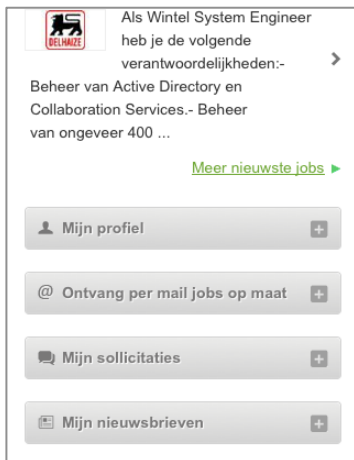 DELHAIZE
Als Wintel System Engineer
heb je de volgende
verantwoordelijkheden:-
Beheer van Active Directory en
Collaboration Services.- Beheer
van ongeveer 400 ...
Meer nieuwste jobs
Mijn profiel
@ Ontvang per mail jobs op maat
Mijn sollicitaties
Mijn nieuwsbrieven